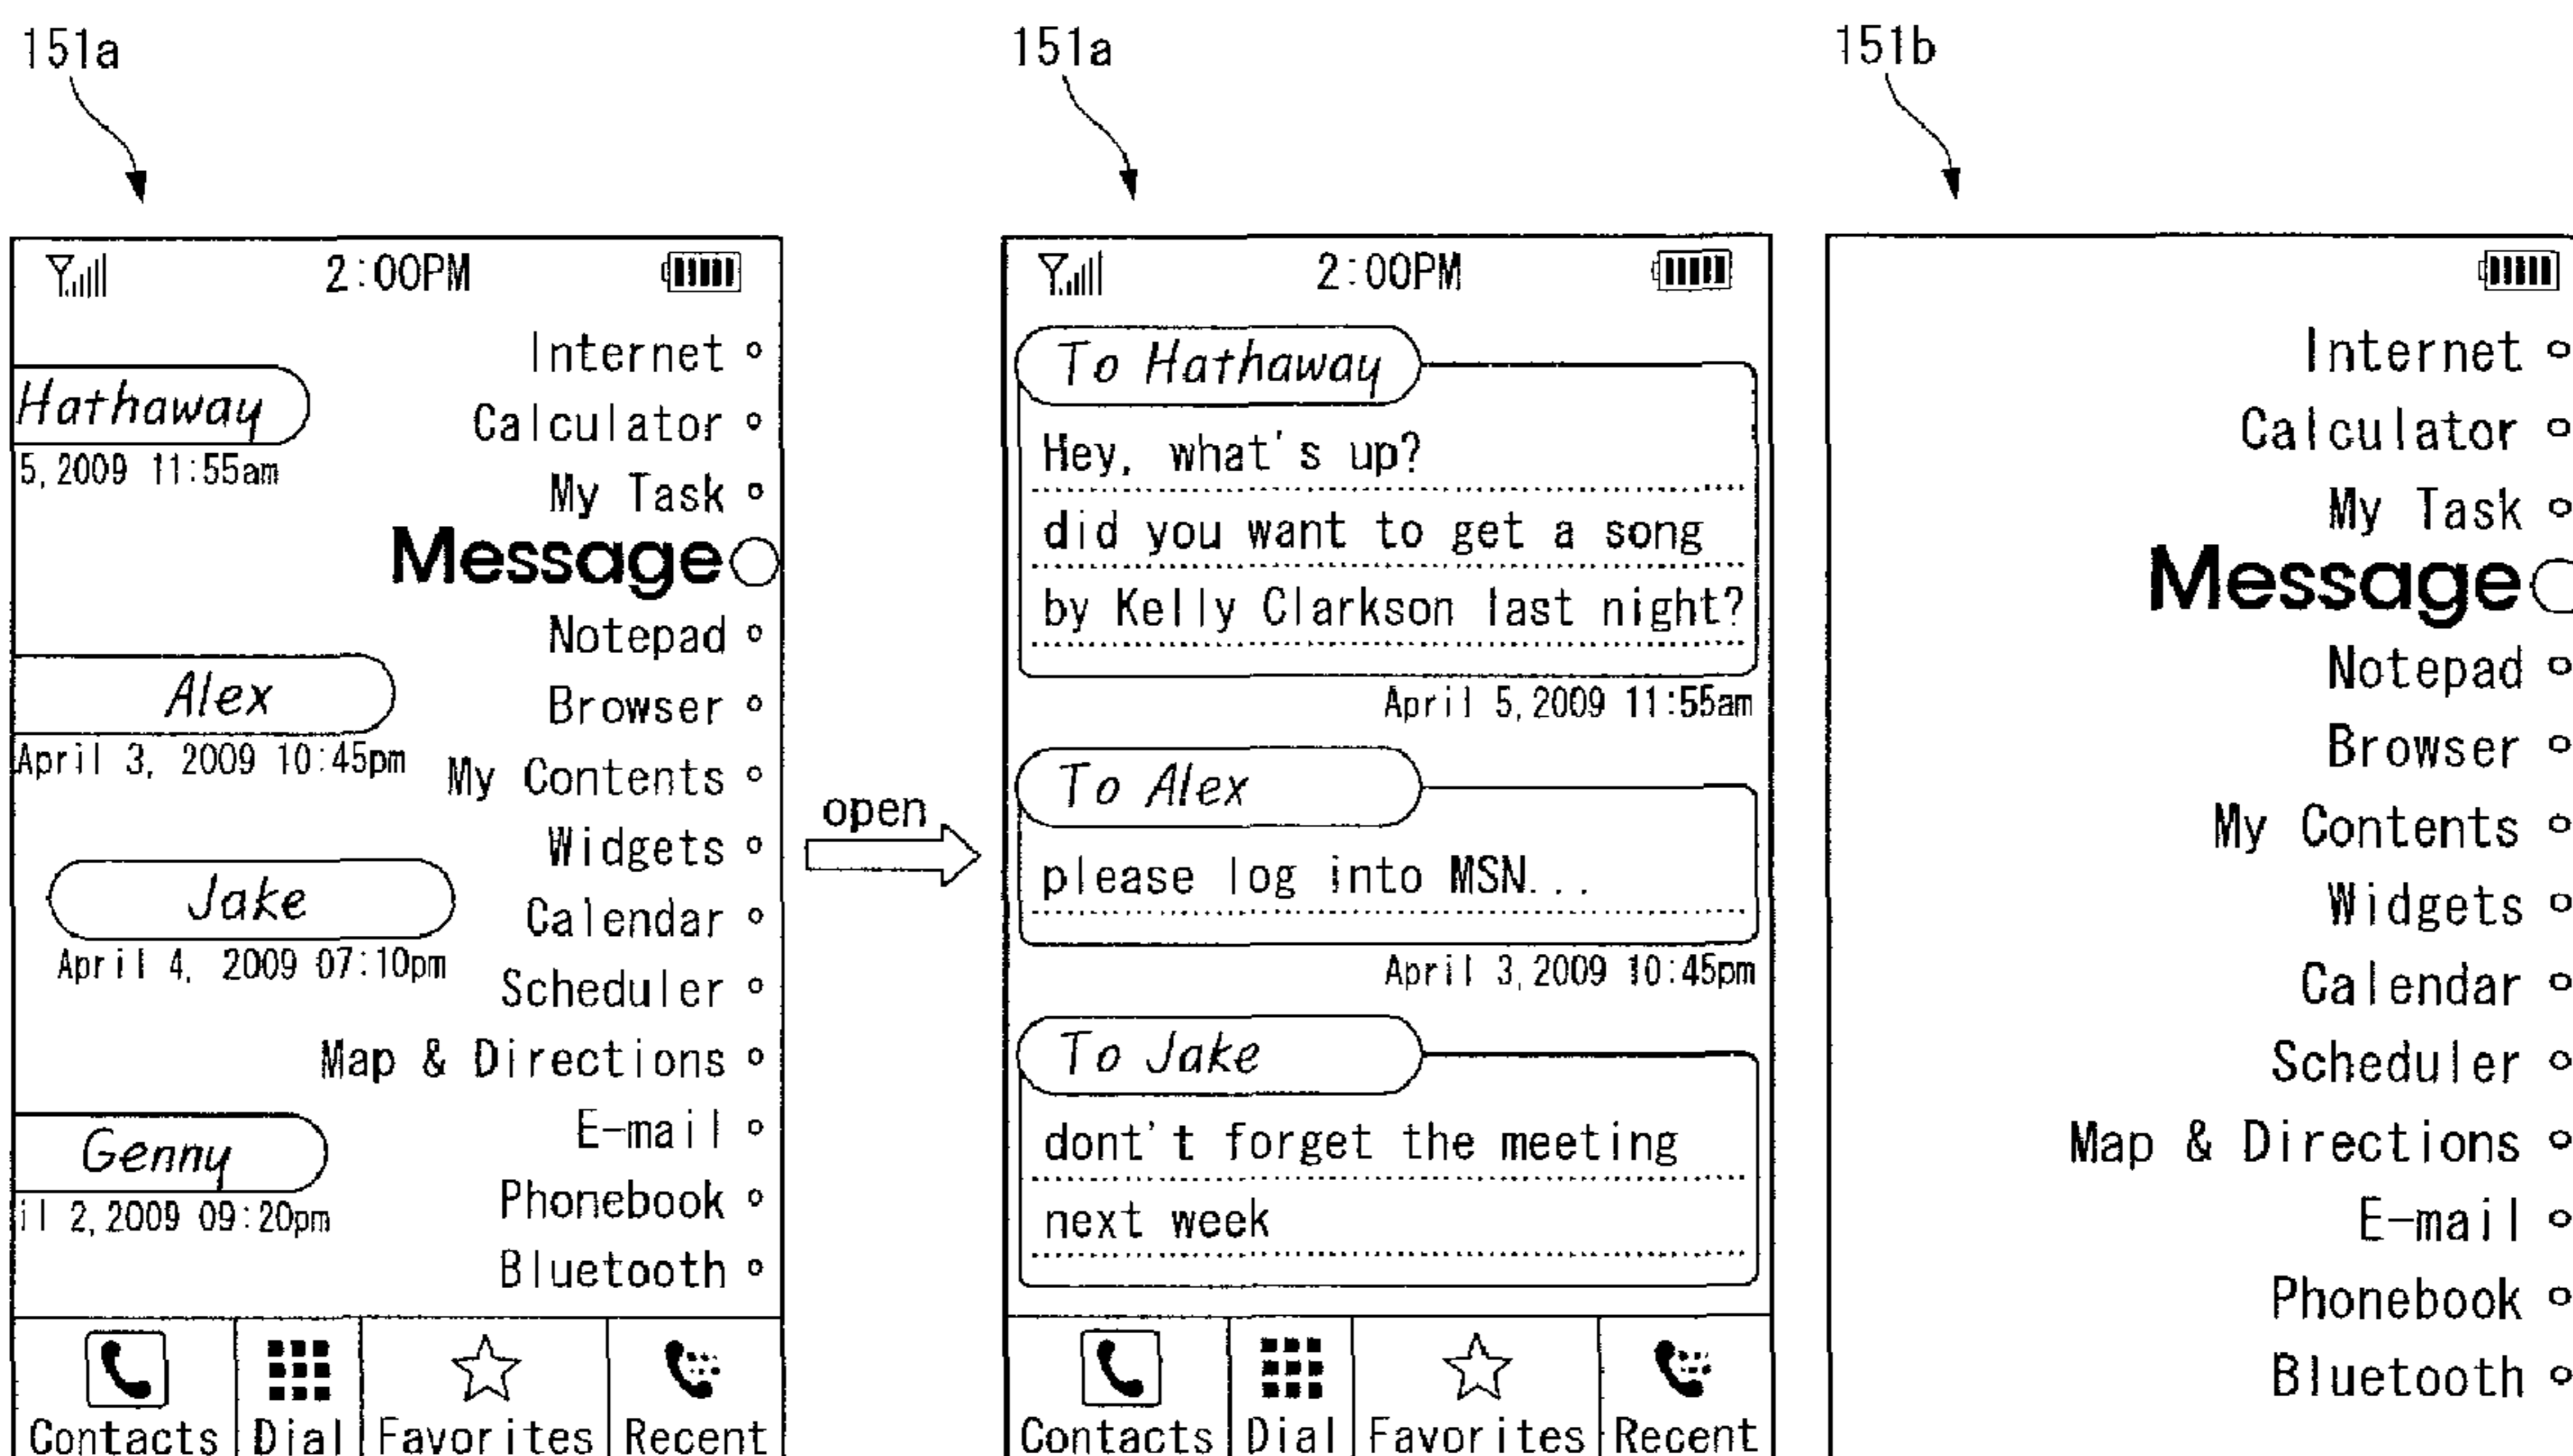 151a
2:00PM
Internet
Hathaway
Calculator
5,2009 11:55am
My Task
Message
Notepad
Alex
Browser
April 3, 2009 10:45pm
My Contents
Widgets
Jake
Calendar
April 4, 2009 07:10pm
Scheduler
Map & Directions
E-mail
Genny
Phonebook
il 2,2009 09:20pm
Bluetooth
Contacts Dial Favorites Recent
open
151a
2:00PM
To Hathaway
Hey, what's up?
did you want to get a song
by Kelly Clarkson last night?
April 5,2009 11:55am
To Alex
please log into MSN...
April 3,2009 10:45pm
To Jake
dont't forget the meeting
next week
Contacts Dial Favorites Recent
151b
Internet
Calculator
My Task
Message
Notepad
Browser
My Contents
Widgets
Calendar
Scheduler
Map & Directions
E-mail
Phonebook
Bluetooth